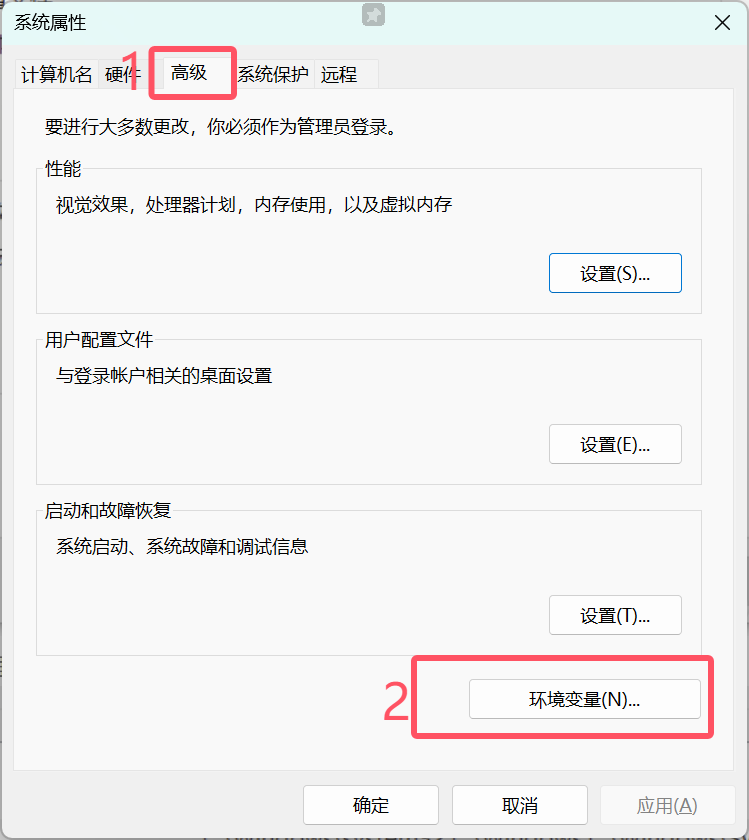 系统属性
1
计算机名 硬件 高级 系统保护 远程
要进行大多数更改，你必须作为管理员登录。
性能
视觉效果，处理器计划，内存使用，以及虚拟内存
设置(S)...
用户配置文件
与登录帐户相关的桌面设置
设置(E)...
启动和故障恢复
系统启动、系统故障和调试信息
设置(T)...
2
环境变量(N)...
确定 取消 应用(A)